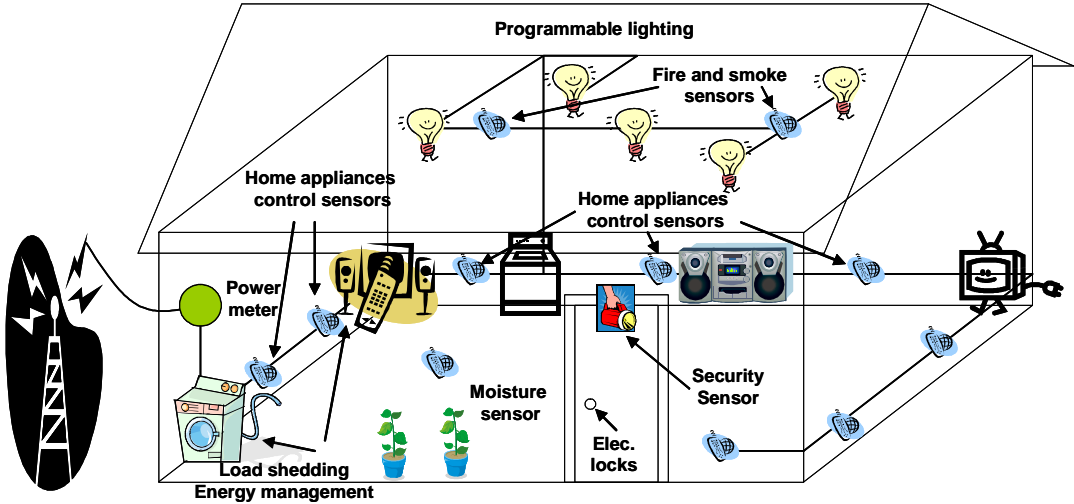 Programmable lighting
Fire and smoke
sensors
Home appliances
control sensors
Home appliances
control sensors
Power
meter
Moisture
sensor
Security
Sensor
Elec.
locks
Load shedding
Energy management